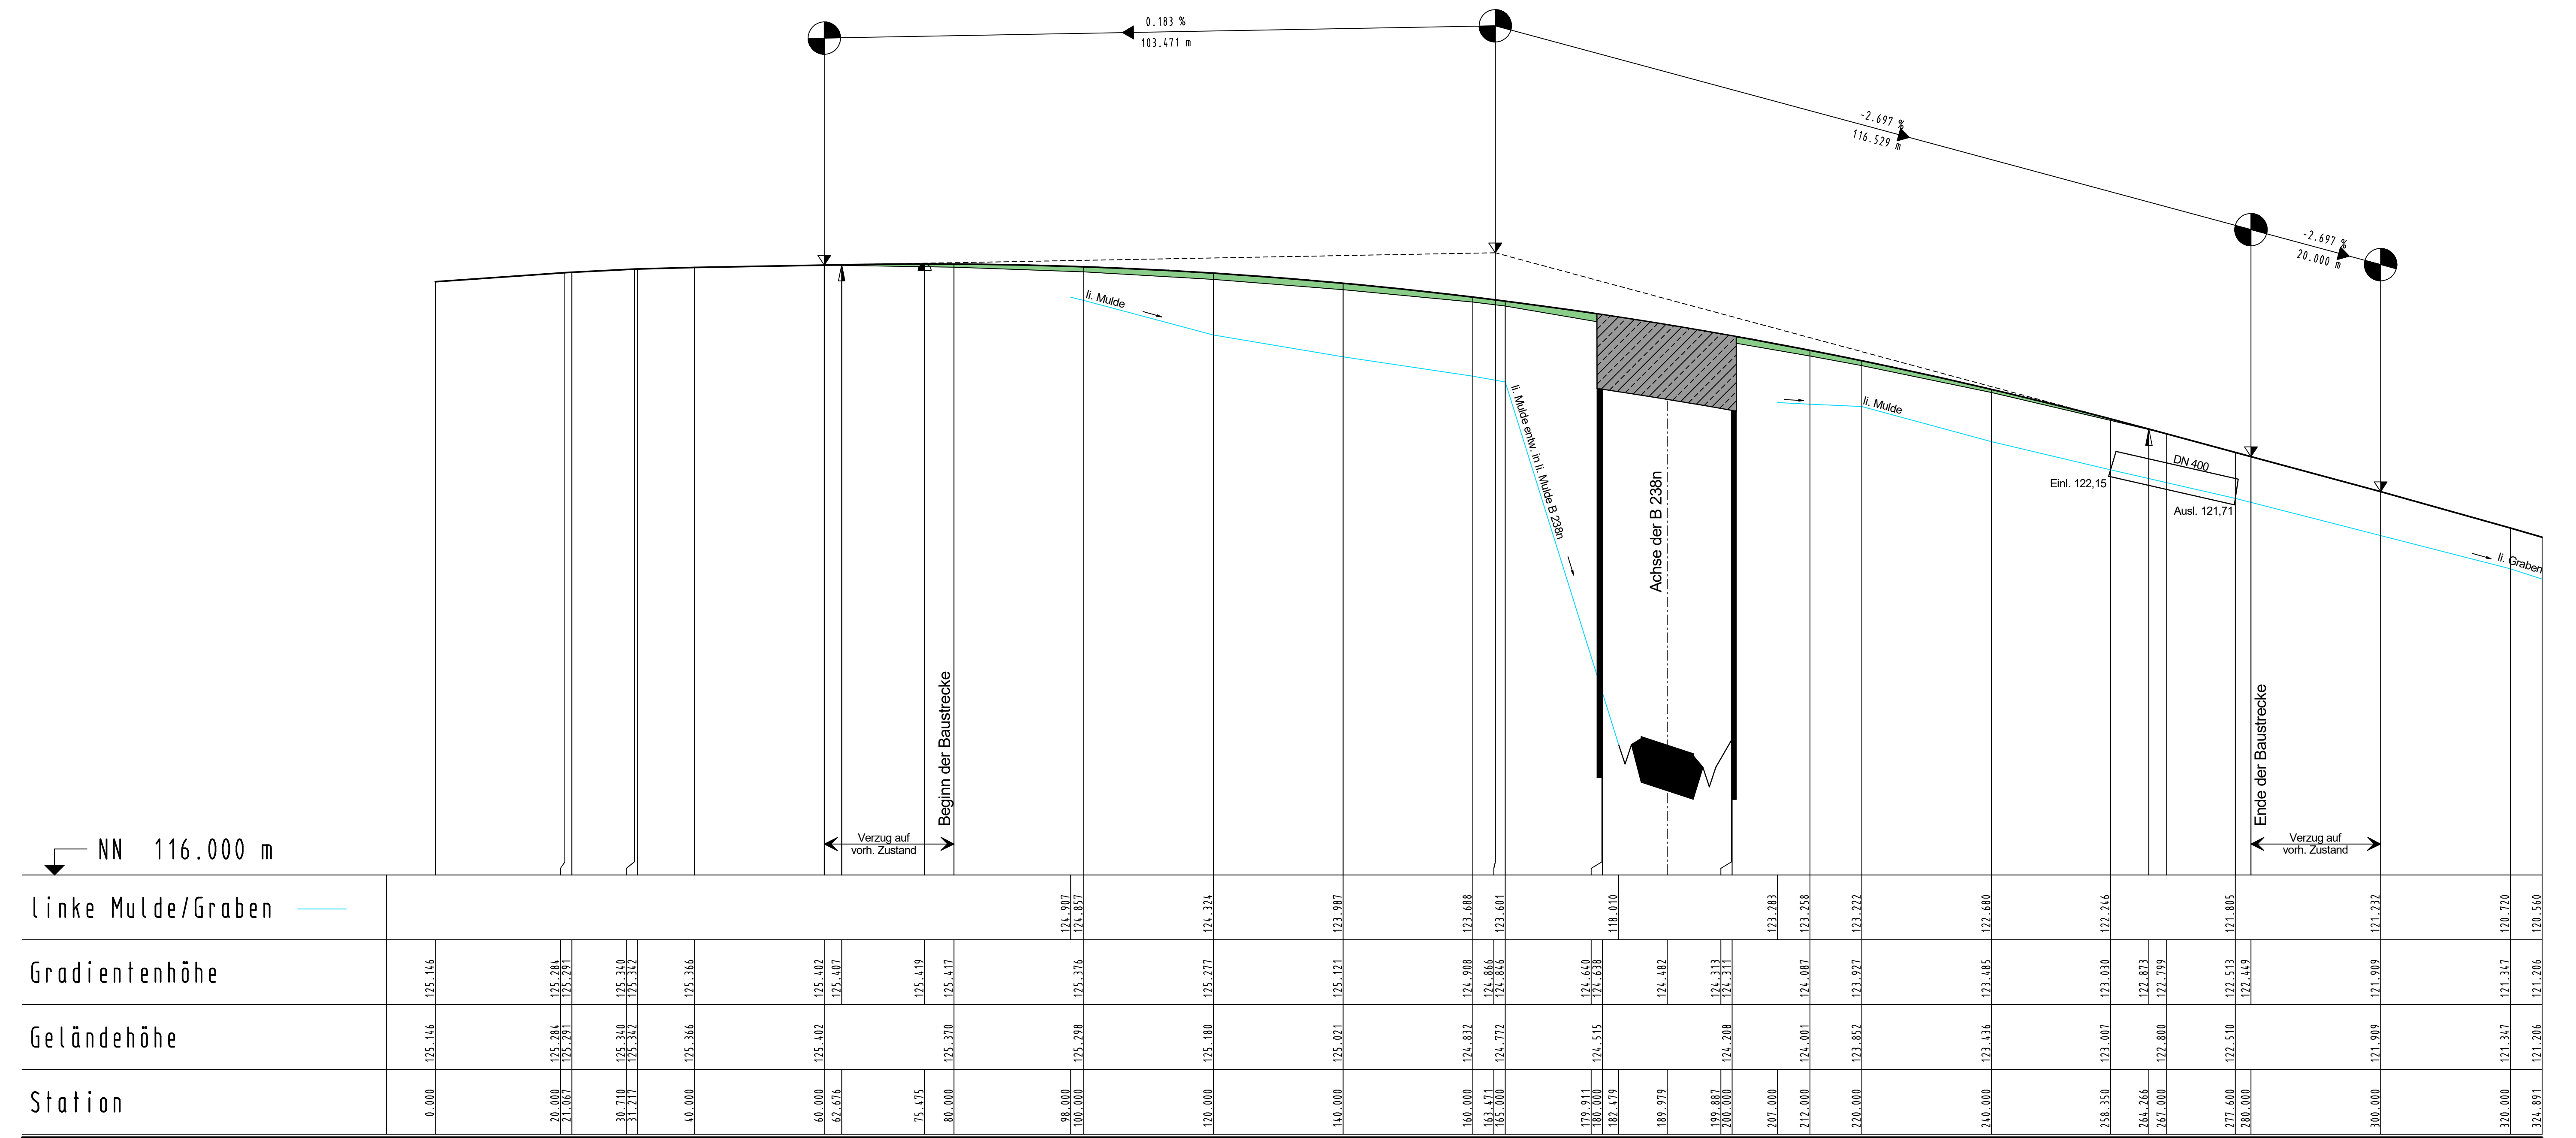 0.183 %
103.471 m
-2.697 %
116.529 m
-2.697 %
20.000 m
li. Mulde
li. Mulde entw. in li. Mulde B 238n
Achse der B 238n
li. Mulde
DN 400
Einl. 122,15
Ausl. 121,71
li. Graben
Beginn der Baustrecke
Ende der Baustrecke
Verzug auf
vorh. Zustand
Verzug auf
vorh. Zustand
NN 116.000 m
linke Mulde/Graben 124.907 124.857 124.324 123.987 123.688 123.601 118.010 123.283 123.258 123.222 122.680 122.246 121.805 121.232 120.720 120.560
Gradientenhöhe 125.146 125.284 125.291 125.340 125.342 125.366 125.402 125.407 125.419 125.417 125.376 125.277 125.121 124.908 124.866 124.846 124.640 124.638 124.482 124.313 124.311 124.087 123.927 123.485 123.030 122.873 122.799 122.513 122.449 121.909 121.347 121.206
Geländehöhe 125.146 125.284 125.291 125.340 125.342 125.366 125.402 125.370 125.298 125.180 125.021 124.832 124.772 124.515 124.208 124.001 123.852 123.436 123.007 122.800 122.510 121.909 121.347 121.206
Station 0.000 20.000 21.067 30.710 31.217 40.000 60.000 62.676 75.475 80.000 98.000 100.000 120.000 140.000 160.000 163.471 165.000 179.911 180.000 182.479 189.979 199.887 200.000 207.000 212.000 220.000 240.000 258.350 264.266 267.000 277.600 280.000 300.000 320.000 324.891